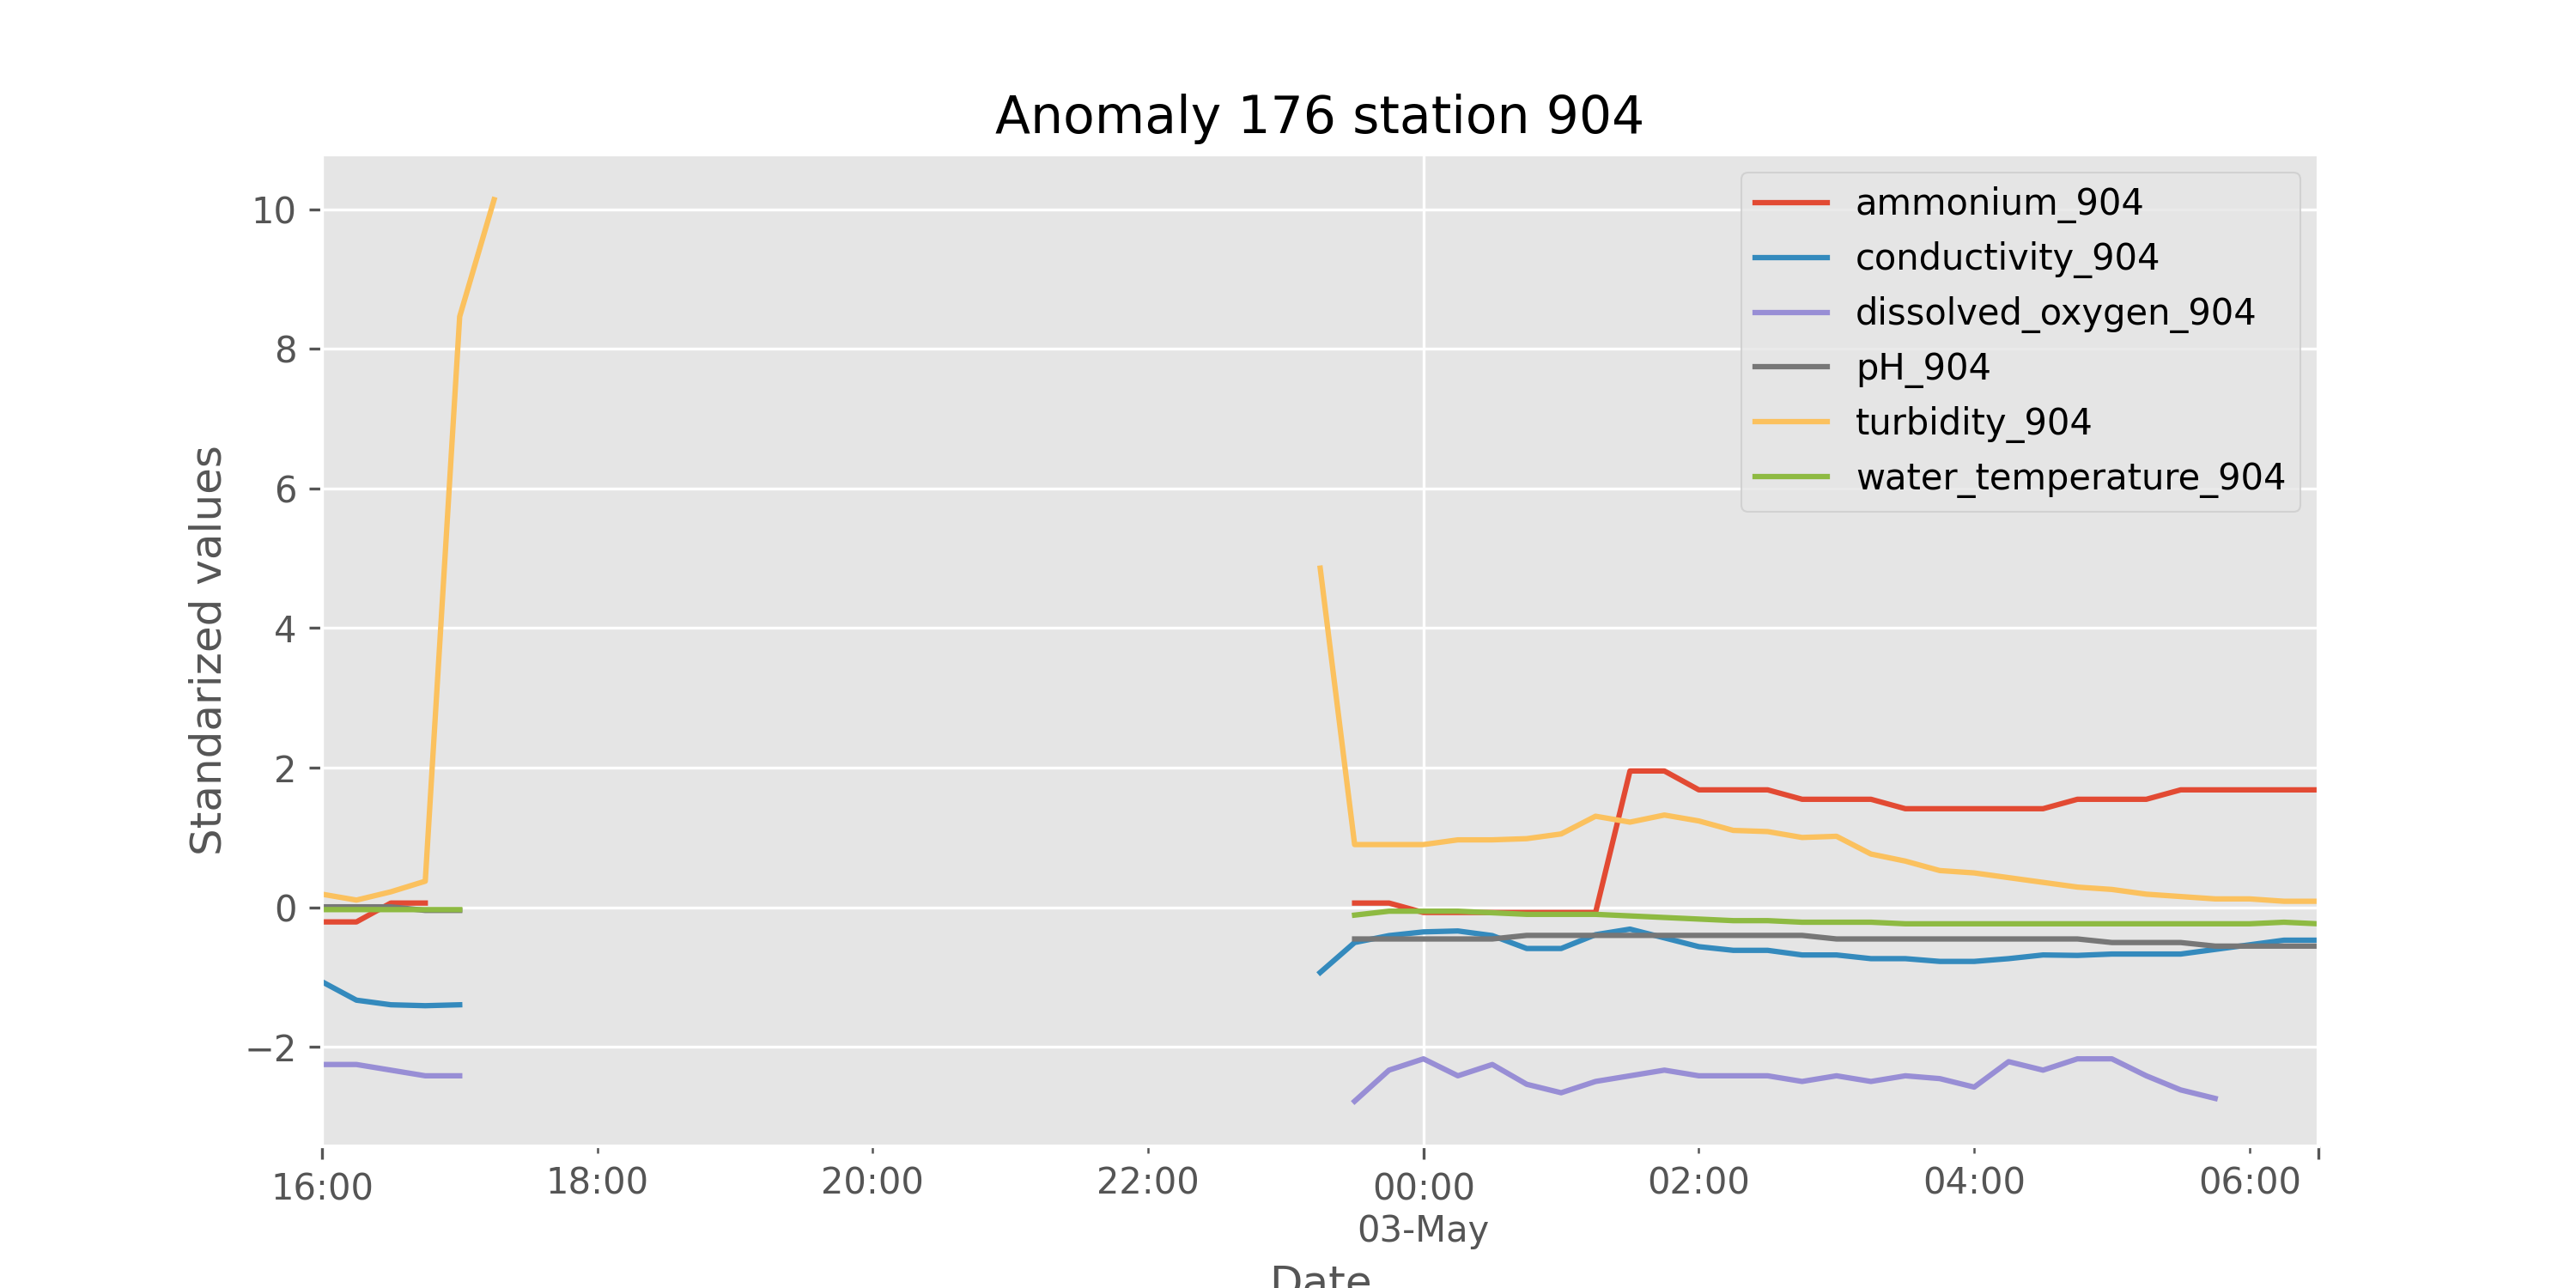 Anomaly 176 station 904
10
8
6
4
2
0
−2
Standarized values
ammonium_904
conductivity_904
dissolved_oxygen_904
pH_904
turbidity_904
water_temperature_904
16:00 18:00 20:00 22:00 00:00 02:00 04:00 06:00
03-May
Date